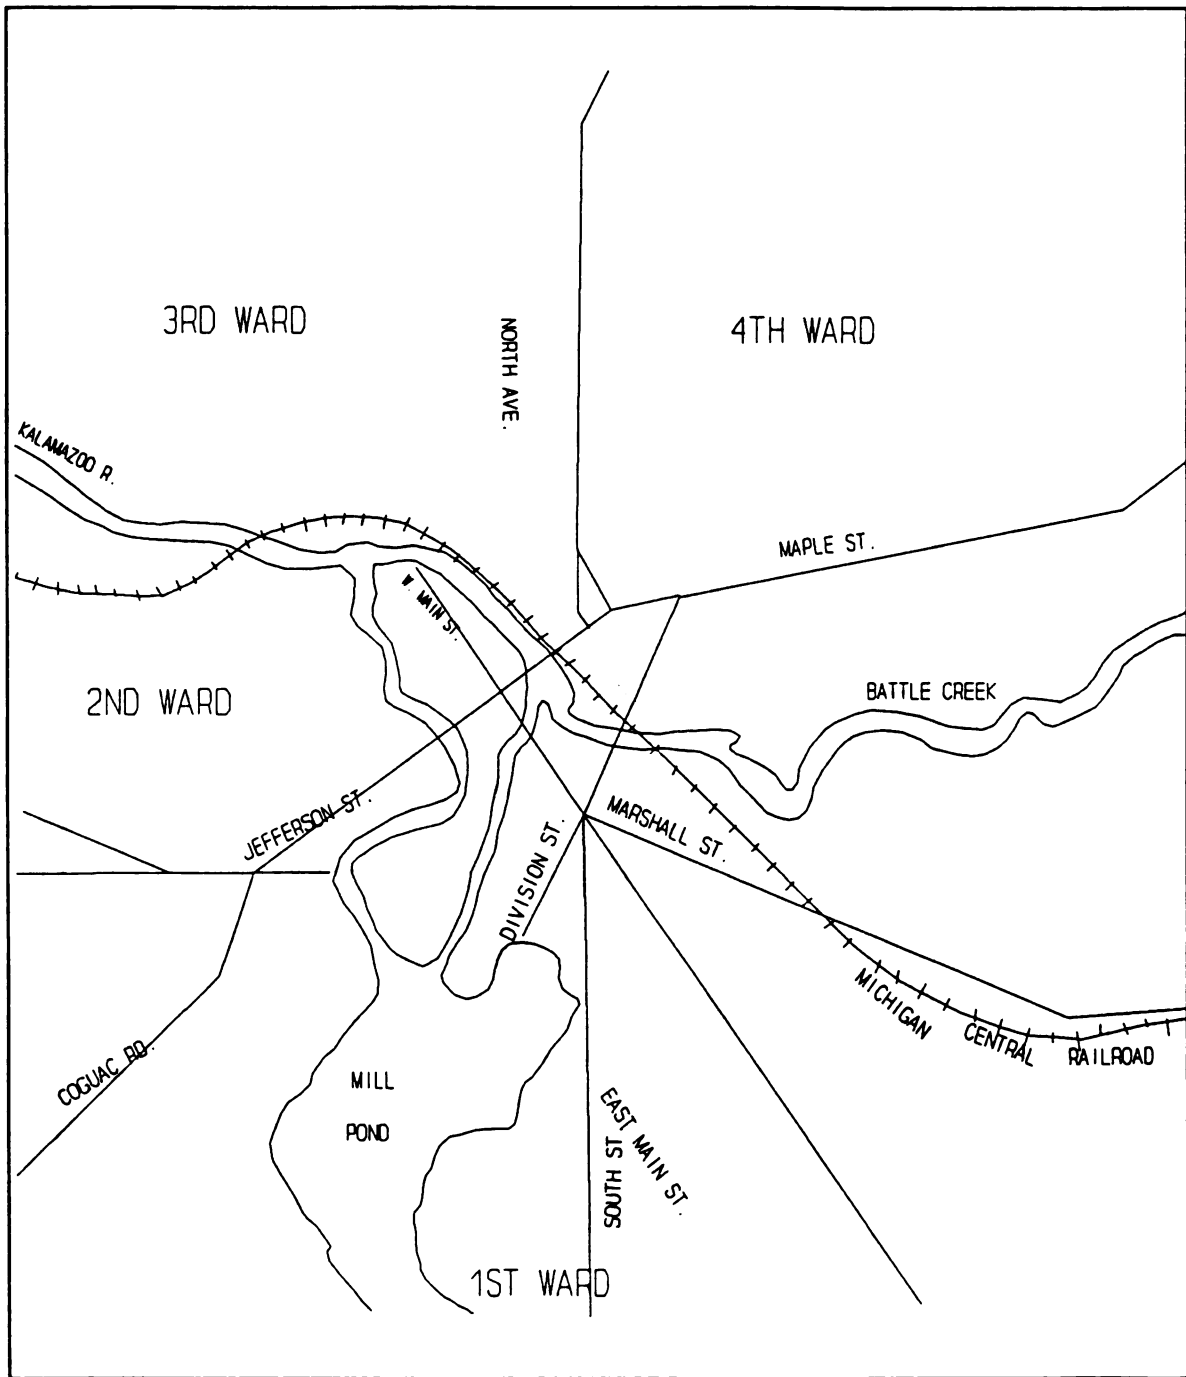 3RD WARD
4TH WARD
NORTH AVE.
KALAMAZOO R.
MAPLE ST.
W. MAIN ST.
2ND WARD
BATTLE CREEK
JEFFERSON ST.
MARSHALL ST.
DIVISION ST.
MICHIGAN CENTRAL RAILROAD
COGUAC RD.
MILL
POND
EAST MAIN ST.
SOUTH ST
1ST WARD